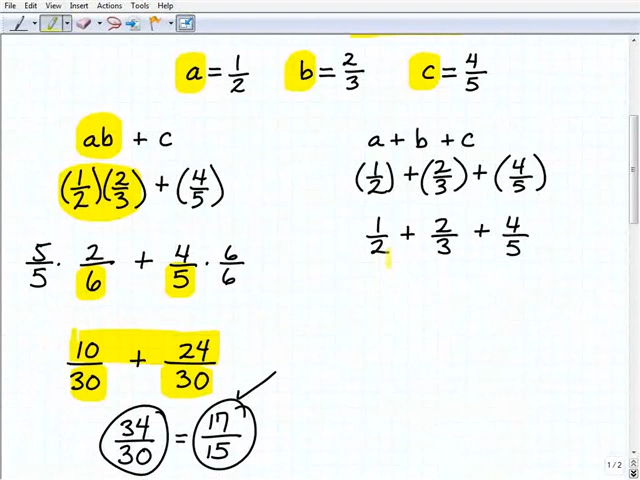 File Edit View Insert Actions Tools Help
a = 1/2 b = 2/3 c = 4/5
ab + c
(1/2)(2/3) + (4/5)
5/5 · 2/6 + 4/5 · 6/6
10/30 + 24/30
34/30 = 17/15
a + b + c
(1/2) + (2/3) + (4/5)
1/2 + 2/3 + 4/5
1/2